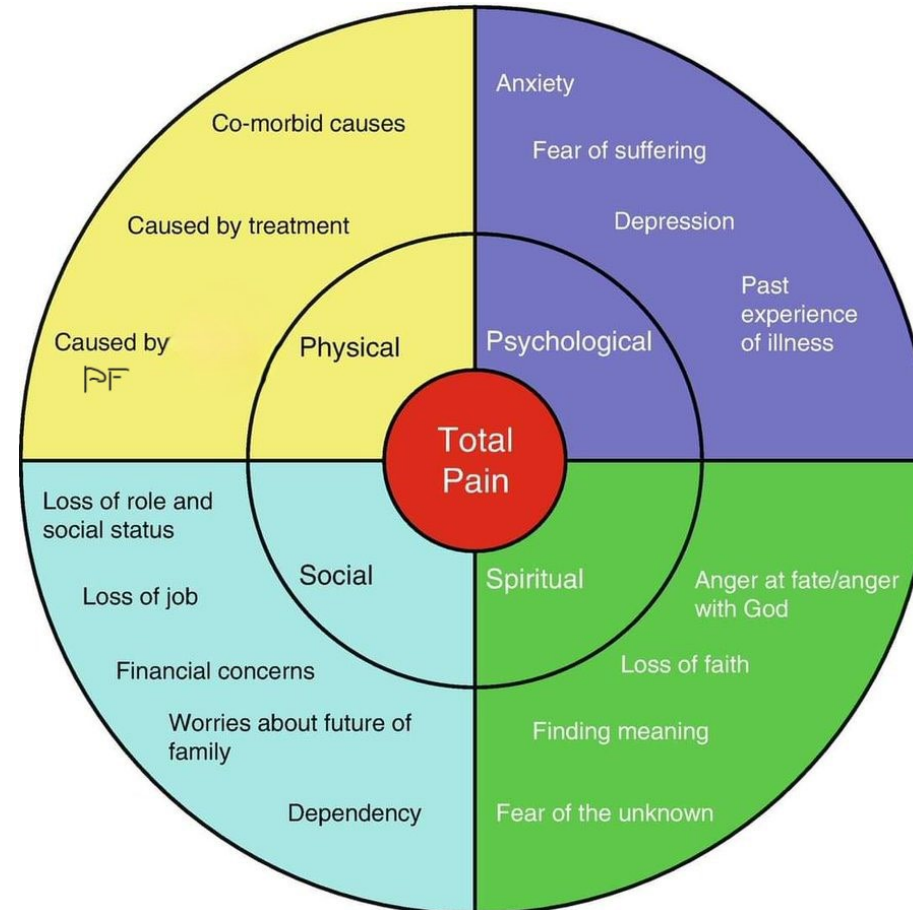 Co-morbid causes
Caused by treatment
Caused by
PF
Physical
Anxiety
Fear of suffering
Depression
Past
experience
of illness
Psychological
Total
Pain
Loss of role and
social status
Loss of job
Financial concerns
Worries about future of
family
Dependency
Social
Spiritual
Anger at fate/anger
with God
Loss of faith
Finding meaning
Fear of the unknown